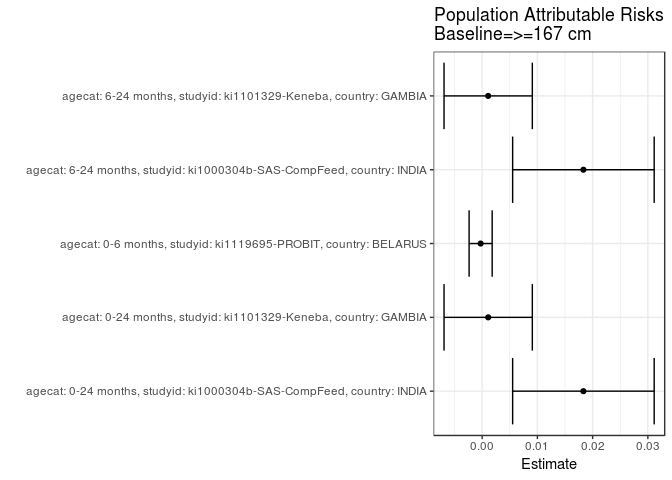 Population Attributable Risks
Baseline=>=167 cm
agecat: 6-24 months, studyid: ki1101329-Keneba, country: GAMBIA
agecat: 6-24 months, studyid: ki1000304b-SAS-CompFeed, country: INDIA
agecat: 0-6 months, studyid: ki1119695-PROBIT, country: BELARUS
agecat: 0-24 months, studyid: ki1101329-Keneba, country: GAMBIA
agecat: 0-24 months, studyid: ki1000304b-SAS-CompFeed, country: INDIA
0.00 0.01 0.02 0.03
Estimate